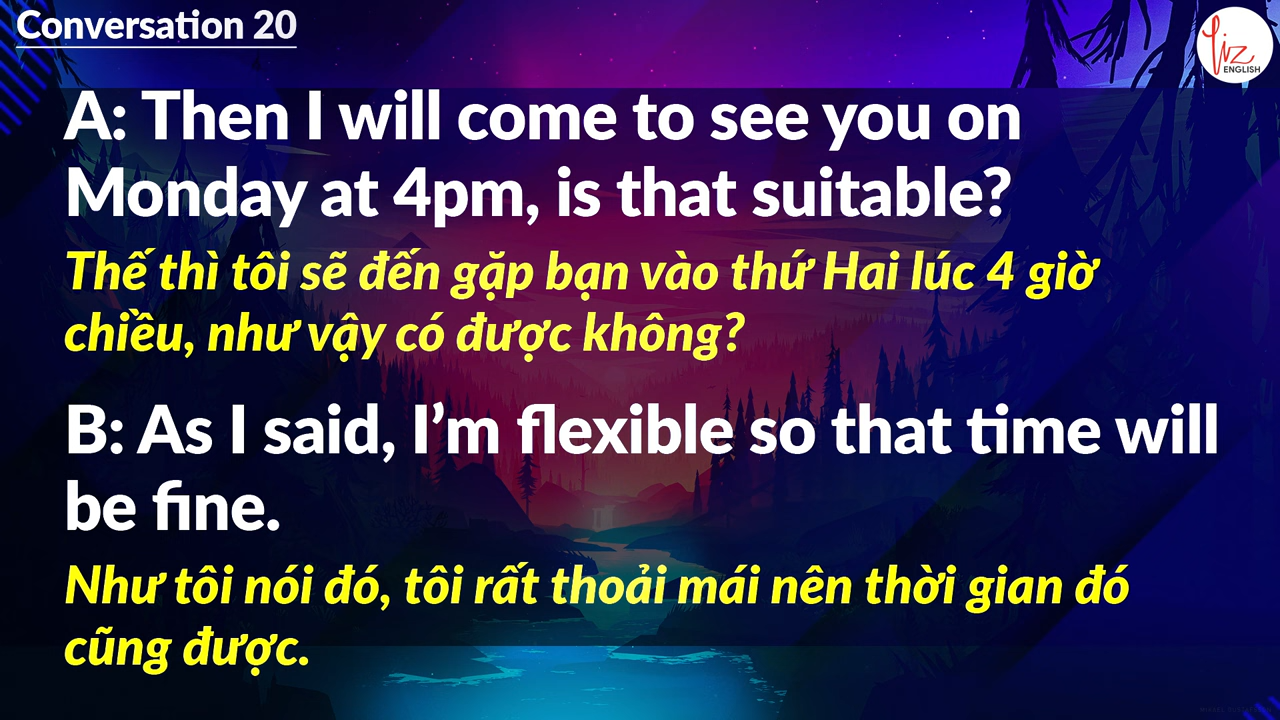 Conversation 20
Liz
ENGLISH
A: Then I will come to see you on
Monday at 4pm, is that suitable?
Thế thì tôi sẽ đến gặp bạn vào thứ Hai lúc 4 giờ
chiều, như vậy có được không?
B: As I said, I’m flexible so that time will
be fine.
Như tôi nói đó, tôi rất thoải mái nên thời gian đó
cũng được.